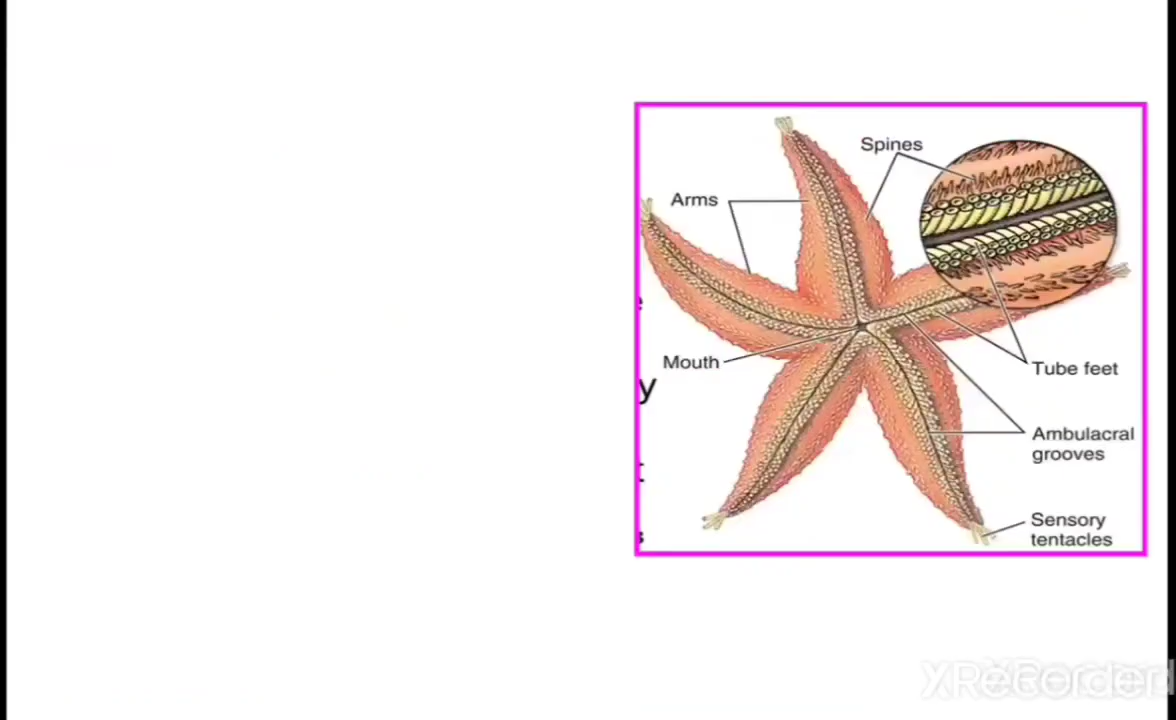 Spines
Arms
Mouth
y
Tube feet
Ambulacral
grooves
Sensory
tentacles
XRecorder